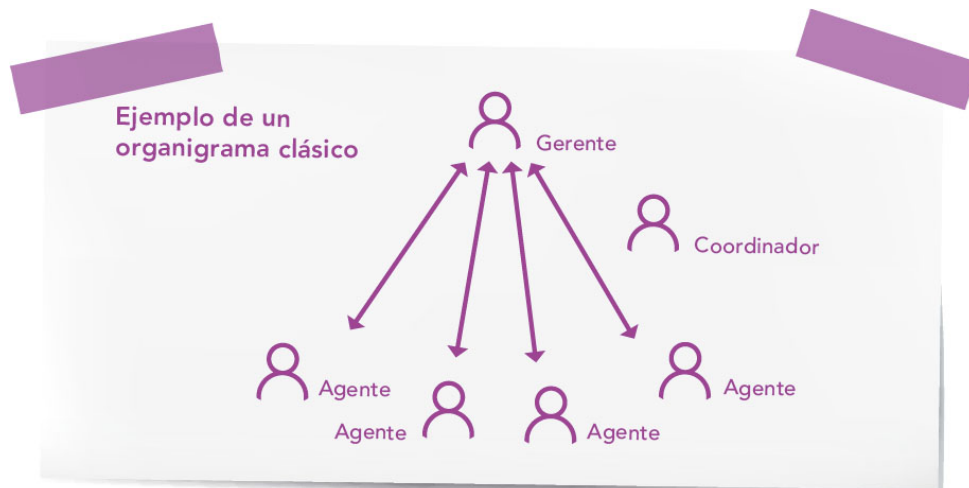 Ejemplo de un
organigrama clásico
Gerente
Coordinador
Agente
Agente
Agente
Agente